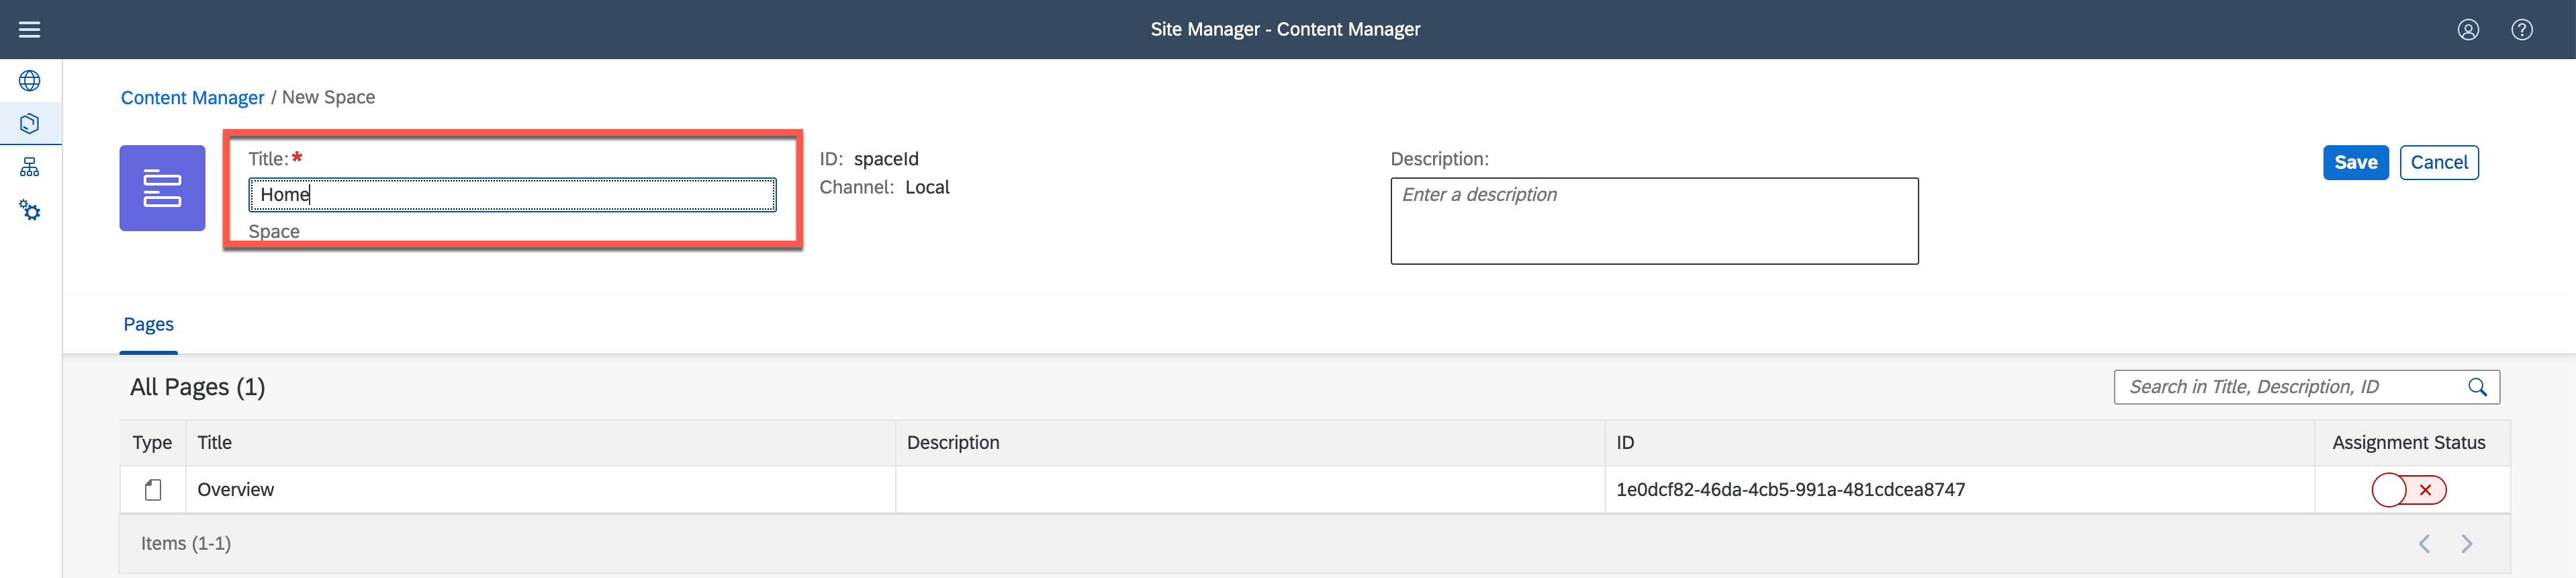 Site Manager - Content Manager
Content Manager / New Space
Title:*
Home
Space
ID: spaceId
Channel: Local
Description:
Enter a description
Save
Cancel
Pages
All Pages (1)
Search in Title, Description, ID
Type Title Description ID Assignment Status
Overview 1e0dcf82-46da-4cb5-991a-481cdcea8747
Items (1-1)